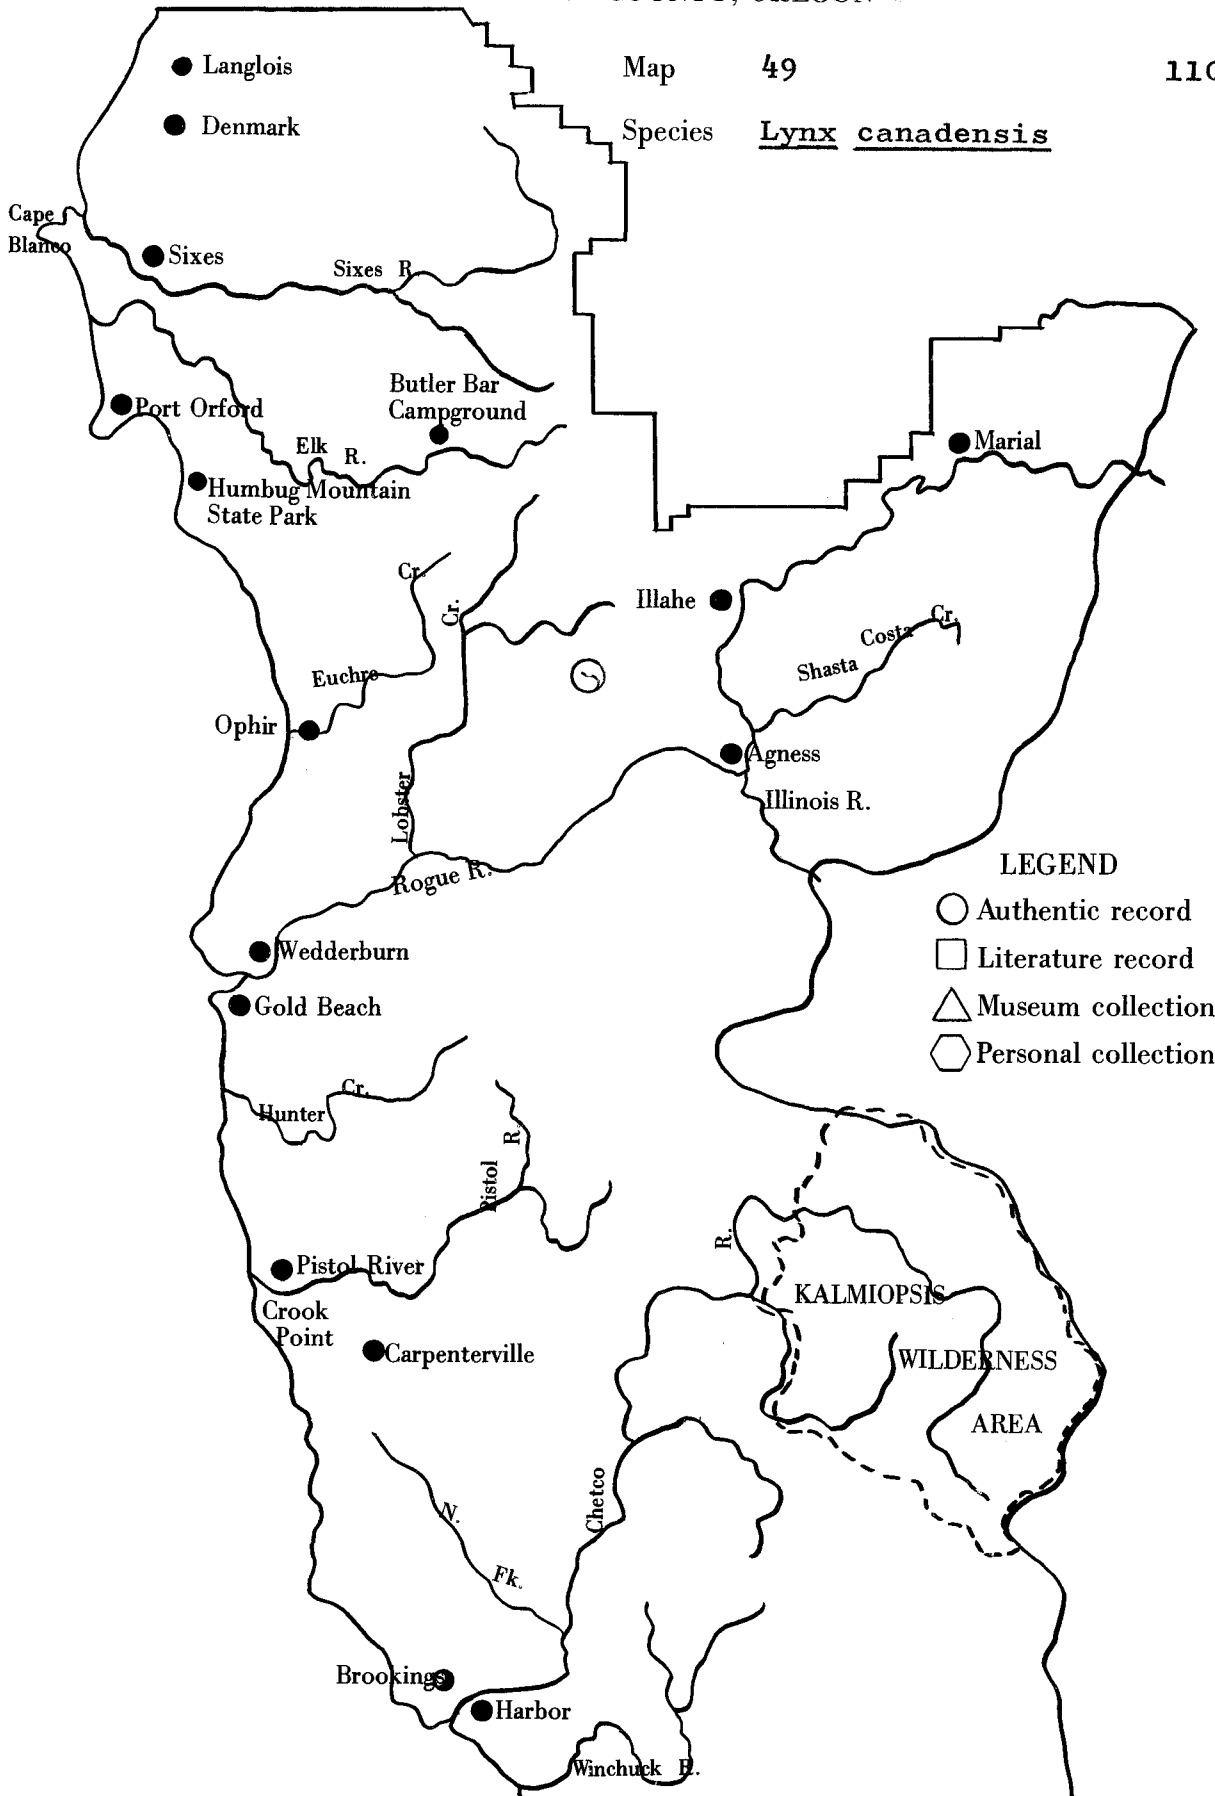 OREGON
Map 49
Species Lynx canadensis
Langlois
Denmark
Cape
Blanco
Sixes
Sixes R.
Port Orford
Butler Bar
Campground
Elk R.
Humbug Mountain
State Park
Marial
Cr.
Cr.
Illahe
Shasta Costa Cr.
Euchre
Ophir
Agness
Lobster
Illinois R.
Rogue R.
LEGEND
Authentic record
Literature record
Museum collection
Personal collection
Wedderburn
Gold Beach
Hunter Cr.
Pistol R.
R.
Pistol River
Crook
Point
Carpenterville
KALMIOPSIS
WILDERNESS
AREA
Chetco
N. Fk.
Brookings
Harbor
Winchuck R.